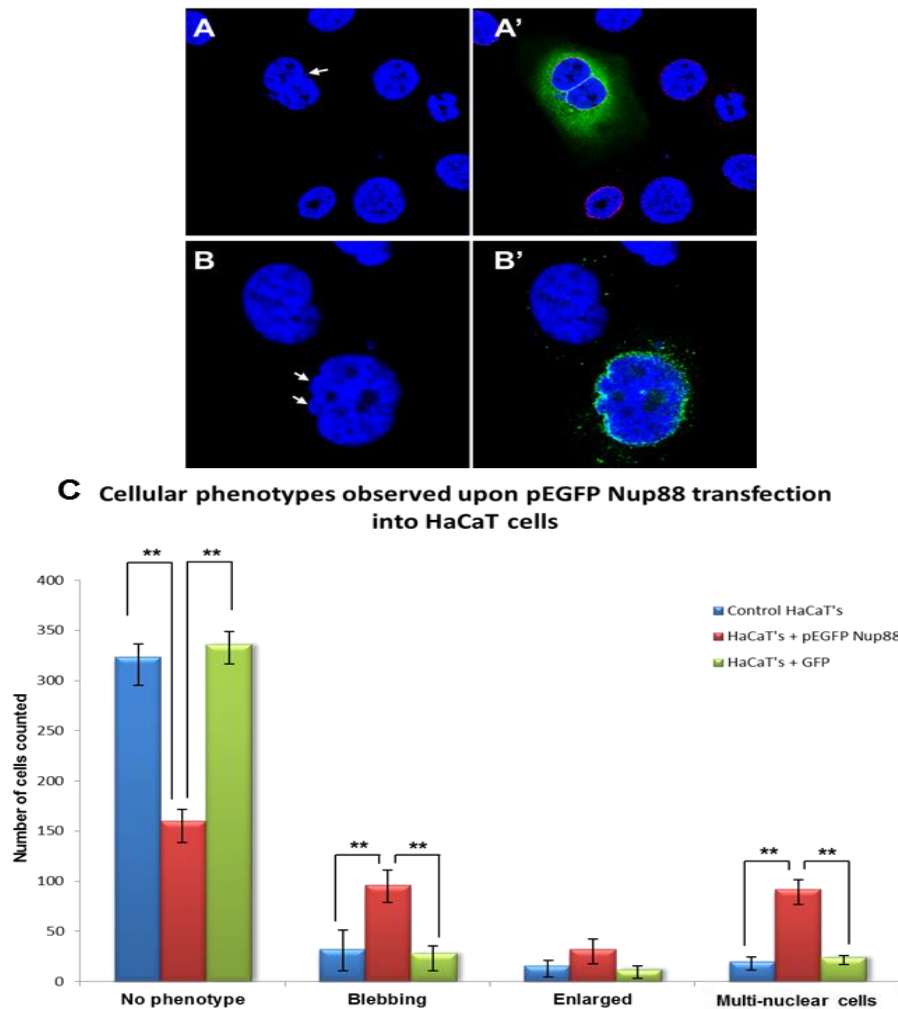 A
A'
B
B'
C Cellular phenotypes observed upon pEGFP Nup88 transfection
into HaCaT cells
Number of cells counted
400
350
300
250
200
150
100
50
0
**
**
**
**
**
**
Control HaCaT's
HaCaT's + pEGFP Nup88
HaCaT's + GFP
No phenotype
Blebbing
Enlarged
Multi-nuclear cells